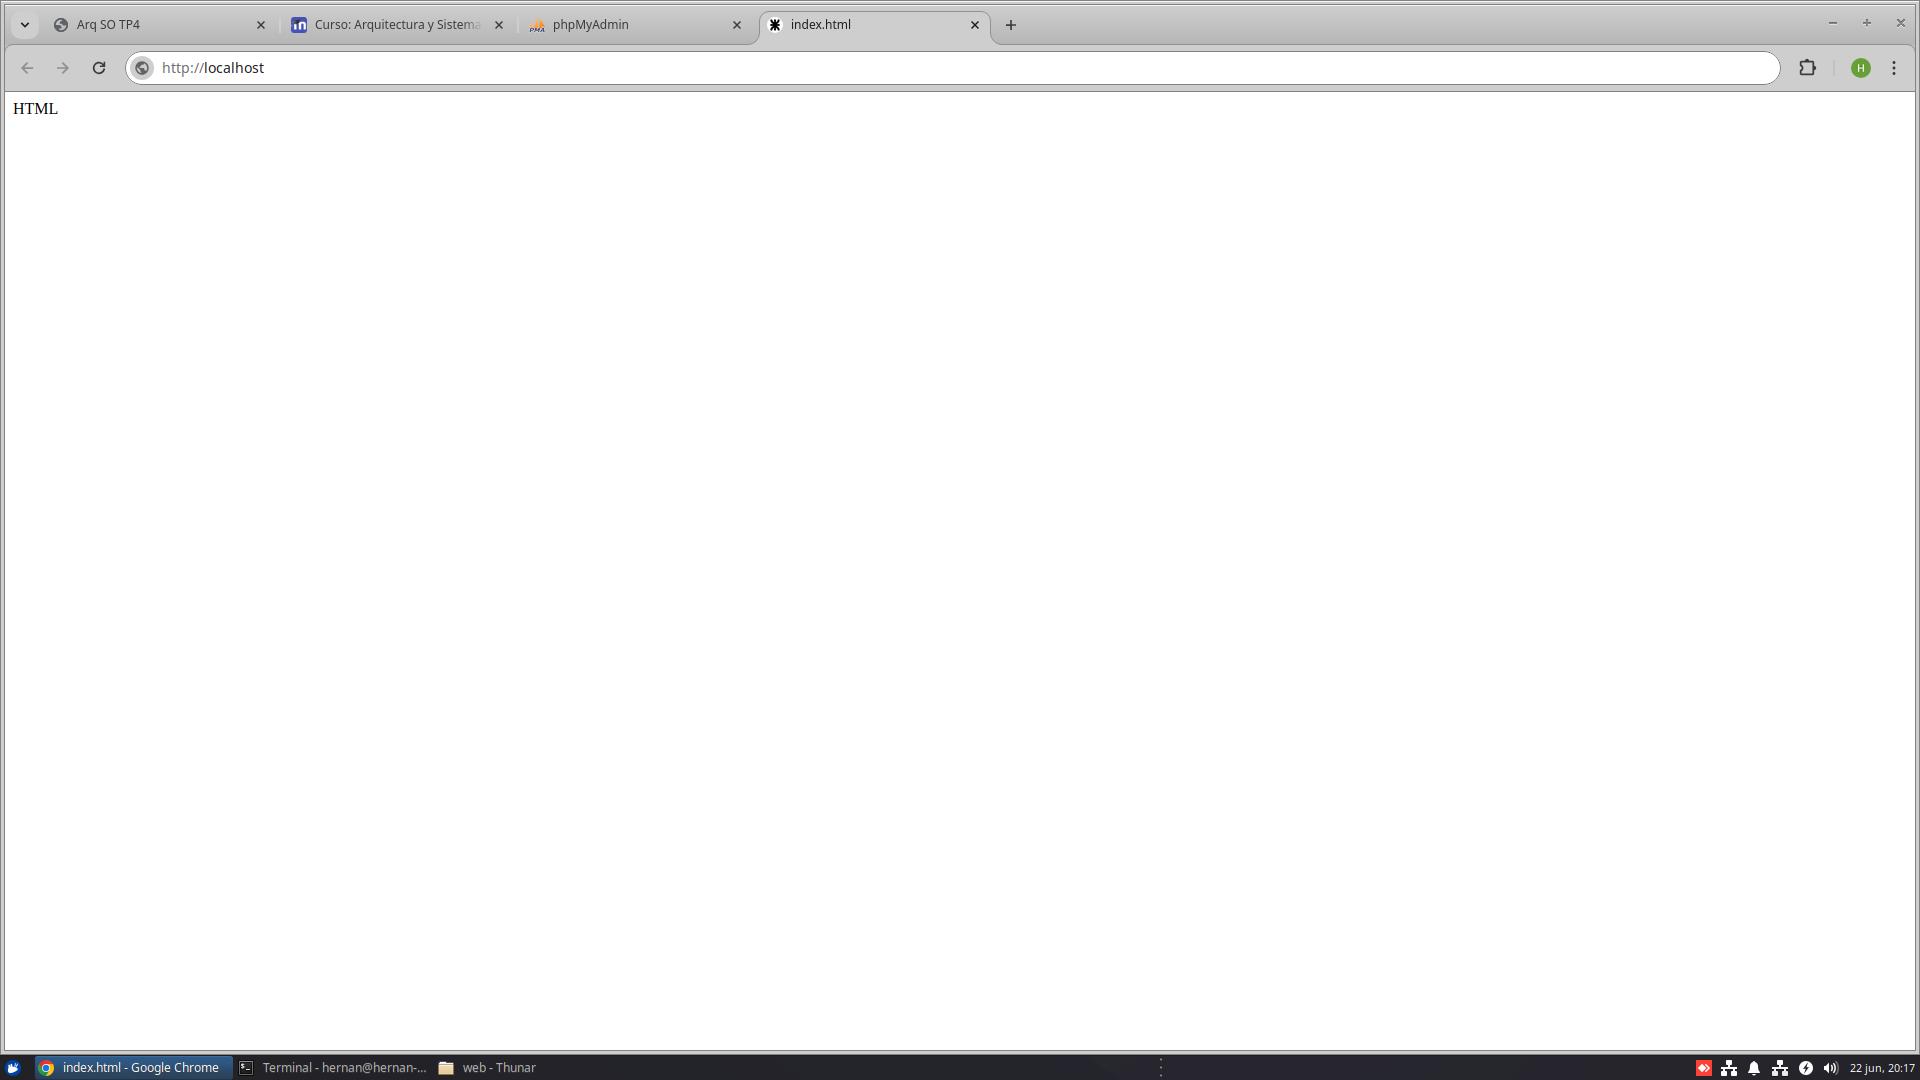 Arq SO TP4
Curso: Arquitectura y Sistema
phpMyAdmin
index.html
http://localhost
H
HTML
index.html - Google Chrome
Terminal - hernan@hernan-...
web - Thunar
22 jun, 20:17